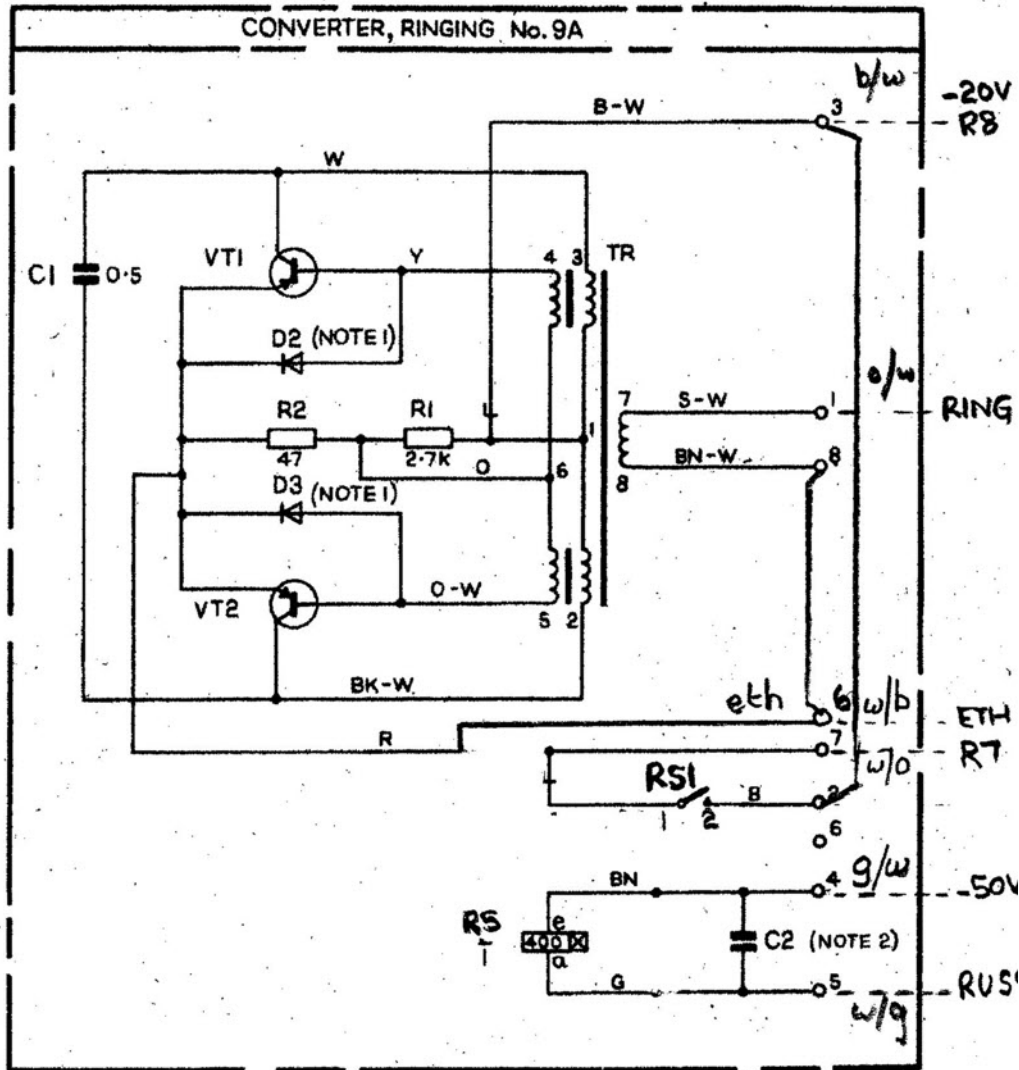 CONVERTER, RINGING No. 9A
b/w
B-W
3
-20V
R8
W
C1
0·5
VT1
Y
4
3
TR
D2 (NOTE 1)
o/w
R2
R1
L
1
7
S-W
1
RING
47
2·7K
O
6
8
BN-W
8
D3 (NOTE 1)
O-W
VT2
5
2
BK-W
eth
6
w/b
ETH
R
7
R7
w/o
L
RS1
B
2
1
2
6
g/w
BN
4
-50V
RS
1
e
400
a
C2 (NOTE 2)
G
5
w/g